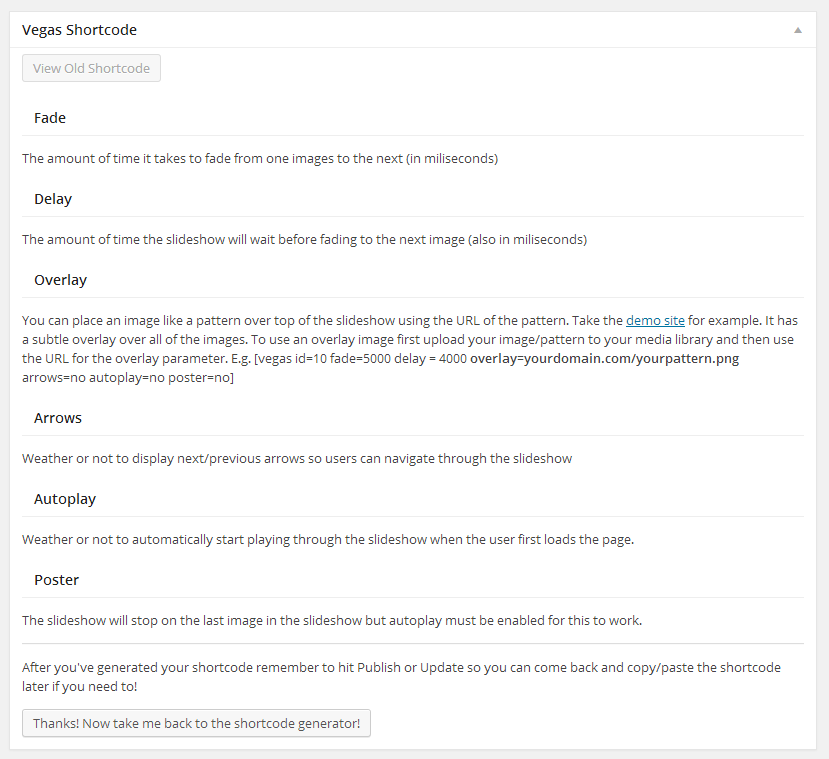 Vegas Shortcode
View Old Shortcode
Fade
The amount of time it takes to fade from one images to the next (in miliseconds)
Delay
The amount of time the slideshow will wait before fading to the next image (also in miliseconds)
Overlay
You can place an image like a pattern over top of the slideshow using the URL of the pattern. Take the demo site for example. It has
a subtle overlay over all of the images. To use an overlay image first upload your image/pattern to your media library and then use
the URL for the overlay parameter. E.g. [vegas id=10 fade=5000 delay = 4000 overlay=yourdomain.com/yourpattern.png
arrows=no autoplay=no poster=no]
Arrows
Weather or not to display next/previous arrows so users can navigate through the slideshow
Autoplay
Weather or not to automatically start playing through the slideshow when the user first loads the page.
Poster
The slideshow will stop on the last image in the slideshow but autoplay must be enabled for this to work.
After you've generated your shortcode remember to hit Publish or Update so you can come back and copy/paste the shortcode
later if you need to!
Thanks! Now take me back to the shortcode generator!